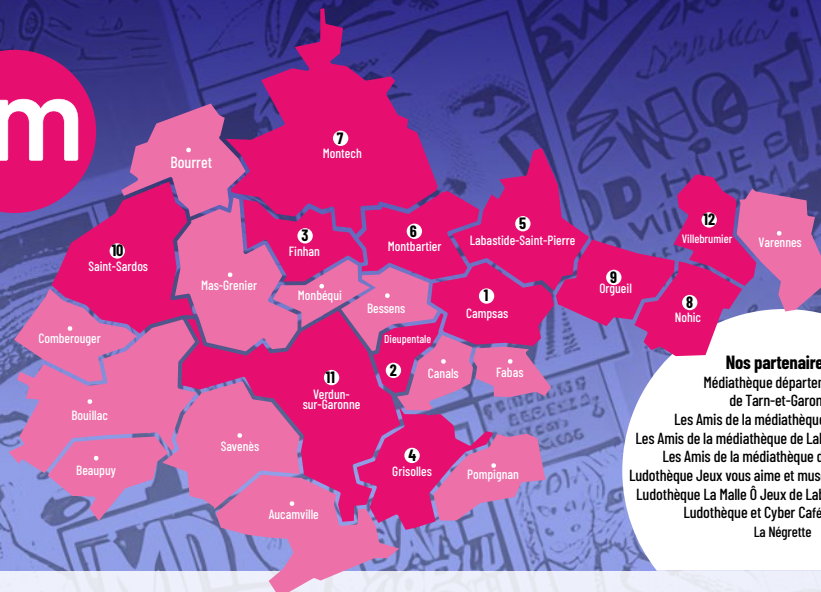 m
7
Montech
Bourret
12
Villebrumier
Varennes
5
Labastide-Saint-Pierre
6
Montbartier
3
Finhan
10
Saint-Sardos
Mas-Grenier
Monbéqui
Bessens
1
Campsas
9
Orgueil
8
Nohic
Comberouger
Dieupentale
2
Canals
Fabas
11
Verdun-
sur-Garonne
Bouillac
Savenès
Beaupuy
4
Grisolles
Pompignan
Aucamville
Nos partenaire
Médiathèque départem
de Tarn-et-Garon
Les Amis de la médiathèque
Les Amis de la médiathèque de Lab
Les Amis de la médiathèque d
Ludothèque Jeux vous aime et mus
Ludothèque La Malle Ô Jeux de Lab
Ludothèque et Cyber Café
La Négrette